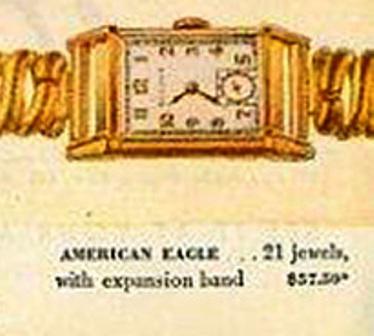 AMERICAN EAGLE . . 21 jewels,
with expansion band $57.50*